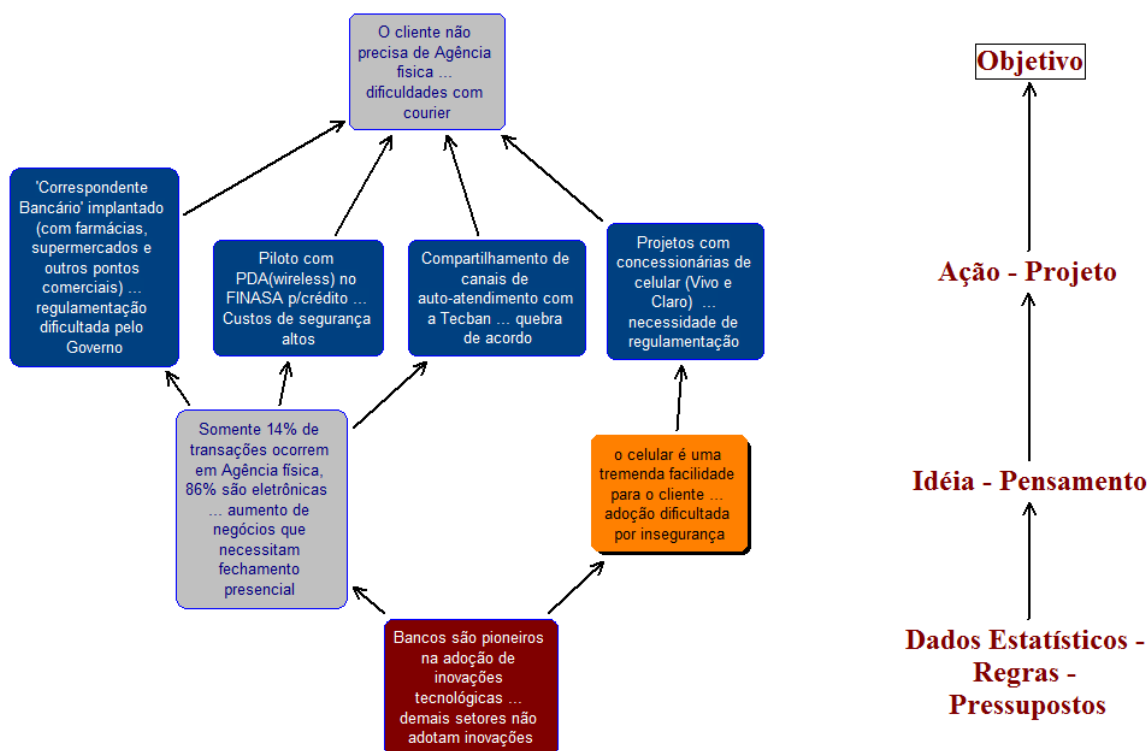 O cliente não
precisa de Agência
fisica ...
dificuldades com
courier
Objetivo
'Correspondente
Bancário' implantado
(com farmácias,
supermercados e
outros pontos
comerciais) ...
regulamentação
dificultada pelo
Governo
Piloto com
PDA(wireless) no
FINASA p/crédito ...
Custos de segurança
altos
Compartilhamento de
canais de
auto-atendimento com
a Tecban ... quebra
de acordo
Projetos com
concessionárias de
celular (Vivo e
Claro) ...
necessidade de
regulamentação
Ação - Projeto
Somente 14% de
transações ocorrem
em Agência física,
86% são eletrônicas
... aumento de
negócios que
necessitam
fechamento
presencial
o celular é uma
tremenda facilidade
para o cliente ...
adoção dificultada
por insegurança
Idéia - Pensamento
Bancos são pioneiros
na adoção de
inovações
tecnológicas ...
demais setores não
adotam inovações
Dados Estatísticos -
Regras -
Pressupostos